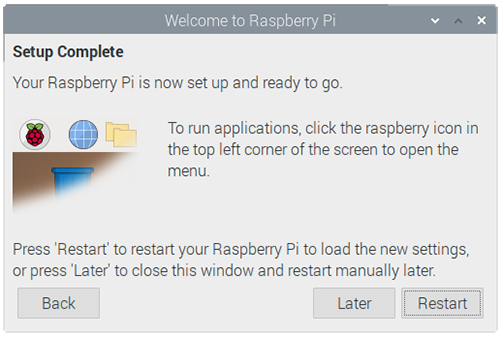 Welcome to Raspberry Pi
Setup Complete
Your Raspberry Pi is now set up and ready to go.
To run applications, click the raspberry icon in
the top left corner of the screen to open the
menu.
Press 'Restart' to restart your Raspberry Pi to load the new settings,
or press 'Later' to close this window and restart manually later.
Back
Later
Restart